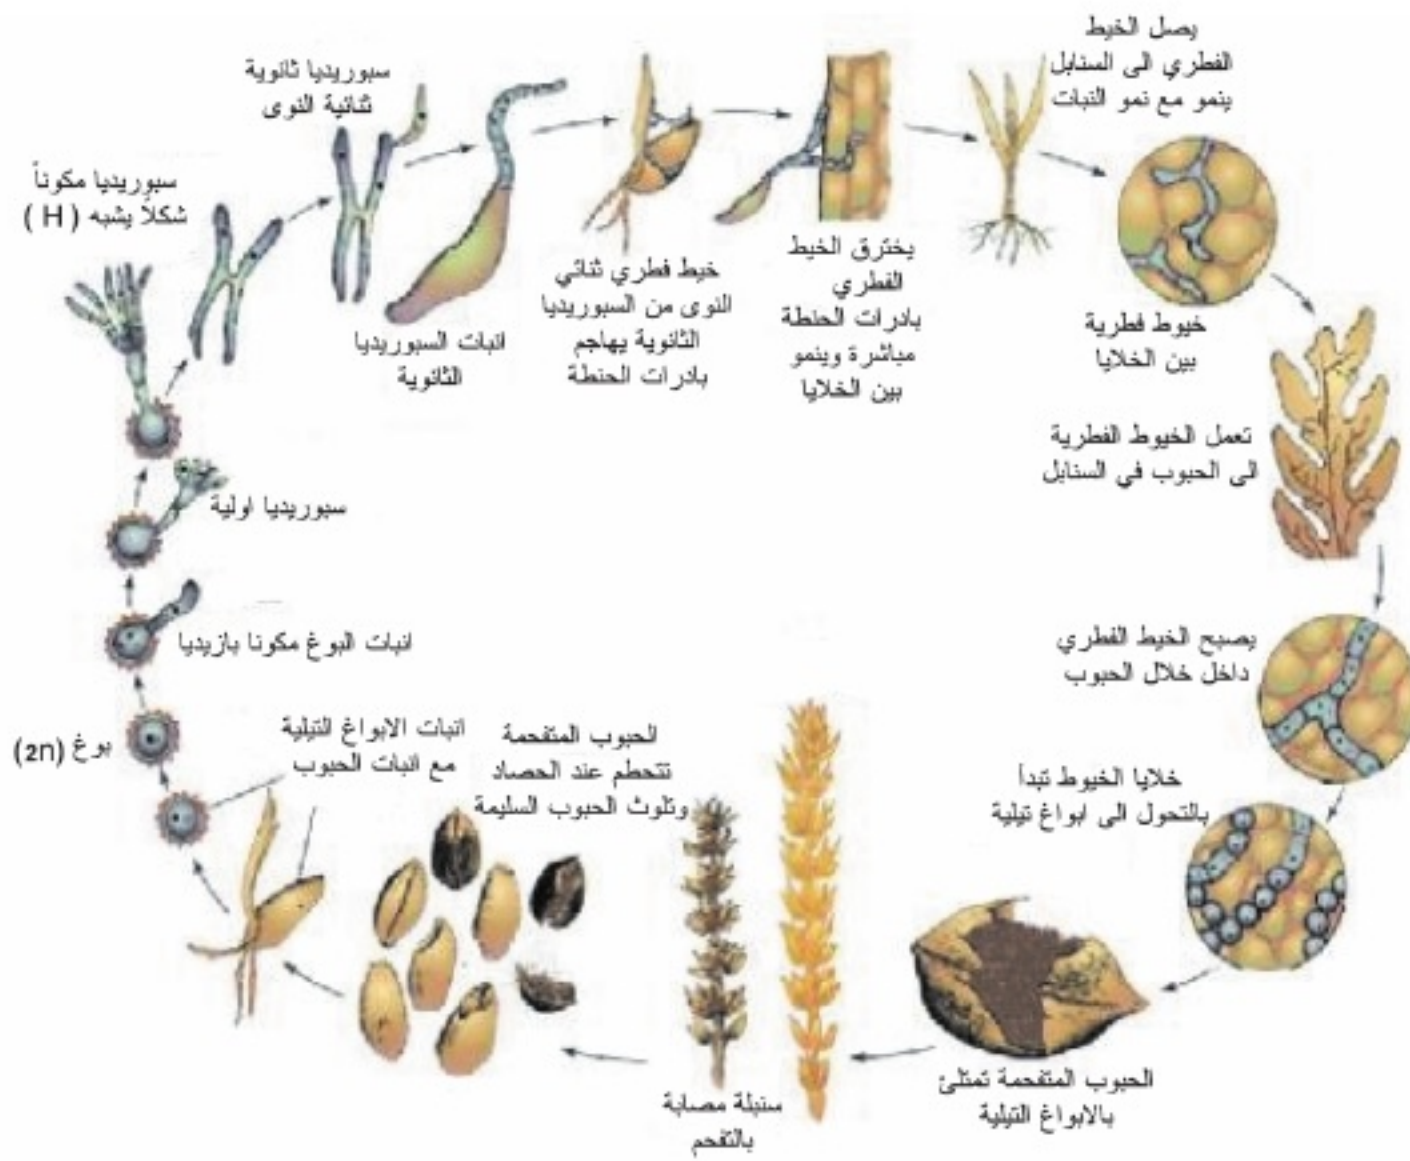 سبوريديا ثانوية
ثنائية النوى
سبوريديا مكوناً
شكلاً يشبه ( H )
انبات السبوريديا
الثانوية
خيط فطري ثنائي
النوى من السبوريديا
الثانوية يهاجم
بادرات الحنطة
يخترق الخيط
الفطري
بادرات الحنطة
مباشرة وينمو
بين الخلايا
يصل الخيط
الفطري الى السنابل
ينمو مع نمو النبات
خيوط فطرية
بين الخلايا
تعمل الخيوط الفطرية
الى الحبوب في السنابل
يصبح الخيط الفطري
داخل خلال الحبوب
خلايا الخيوط تبدأ
بالتحول الى ابواغ تيلية
الحبوب المتفحمة تمتلئ
بالابواغ التيلية
سنبلة مصابة
بالتفحم
الحبوب المتفحمة
تتحطم عند الحصاد
وتلوث الحبوب السليمة
انبات الابواغ التيلية
مع انبات الحبوب
بوغ (2n)
انبات البوغ مكونا بازيديا
سبوريديا اولية